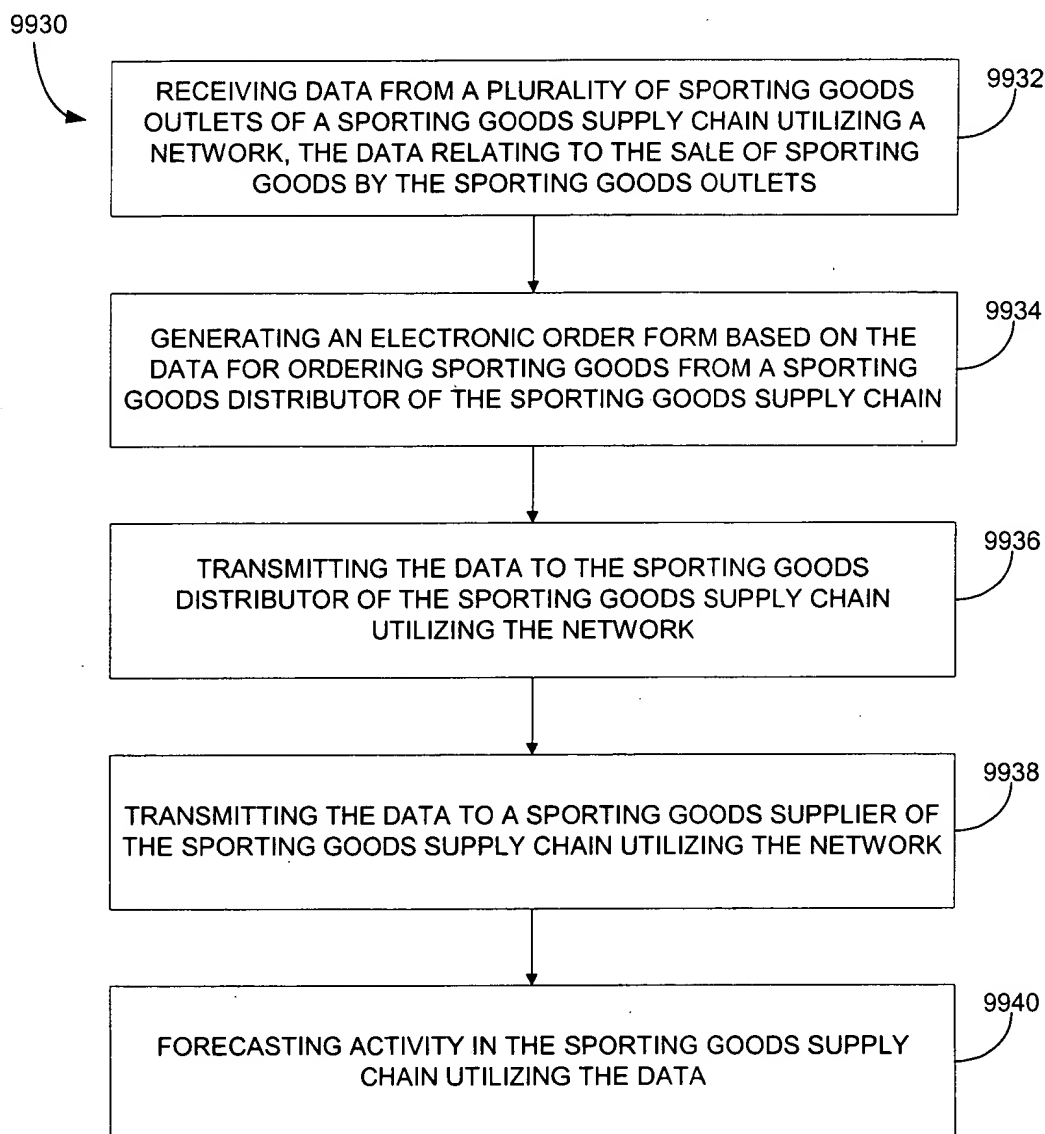 9930
9932
RECEIVING DATA FROM A PLURALITY OF SPORTING GOODS
OUTLETS OF A SPORTING GOODS SUPPLY CHAIN UTILIZING A
NETWORK, THE DATA RELATING TO THE SALE OF SPORTING
GOODS BY THE SPORTING GOODS OUTLETS
9934
GENERATING AN ELECTRONIC ORDER FORM BASED ON THE
DATA FOR ORDERING SPORTING GOODS FROM A SPORTING
GOODS DISTRIBUTOR OF THE SPORTING GOODS SUPPLY CHAIN
9936
TRANSMITTING THE DATA TO THE SPORTING GOODS
DISTRIBUTOR OF THE SPORTING GOODS SUPPLY CHAIN
UTILIZING THE NETWORK
9938
TRANSMITTING THE DATA TO A SPORTING GOODS SUPPLIER OF
THE SPORTING GOODS SUPPLY CHAIN UTILIZING THE NETWORK
9940
FORECASTING ACTIVITY IN THE SPORTING GOODS SUPPLY
CHAIN UTILIZING THE DATA